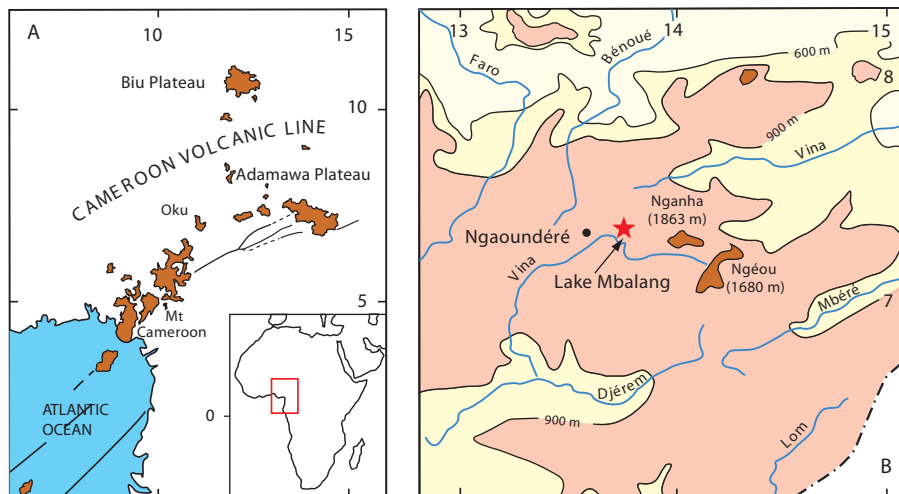 A
10
15
Biu Plateau
10
CAMEROON VOLCANIC LINE
Adamawa Plateau
Oku
5
Mt
Cameroon
ATLANTIC
OCEAN
0
13
14
15
Faro
Bénoué
600 m
8
900 m
Vina
Nganha
(1863 m)
Ngaoundéré
Vina
Lake Mbalang
Ngéou
(1680 m)
Mbéré
7
Djérem
900 m
Lom
B